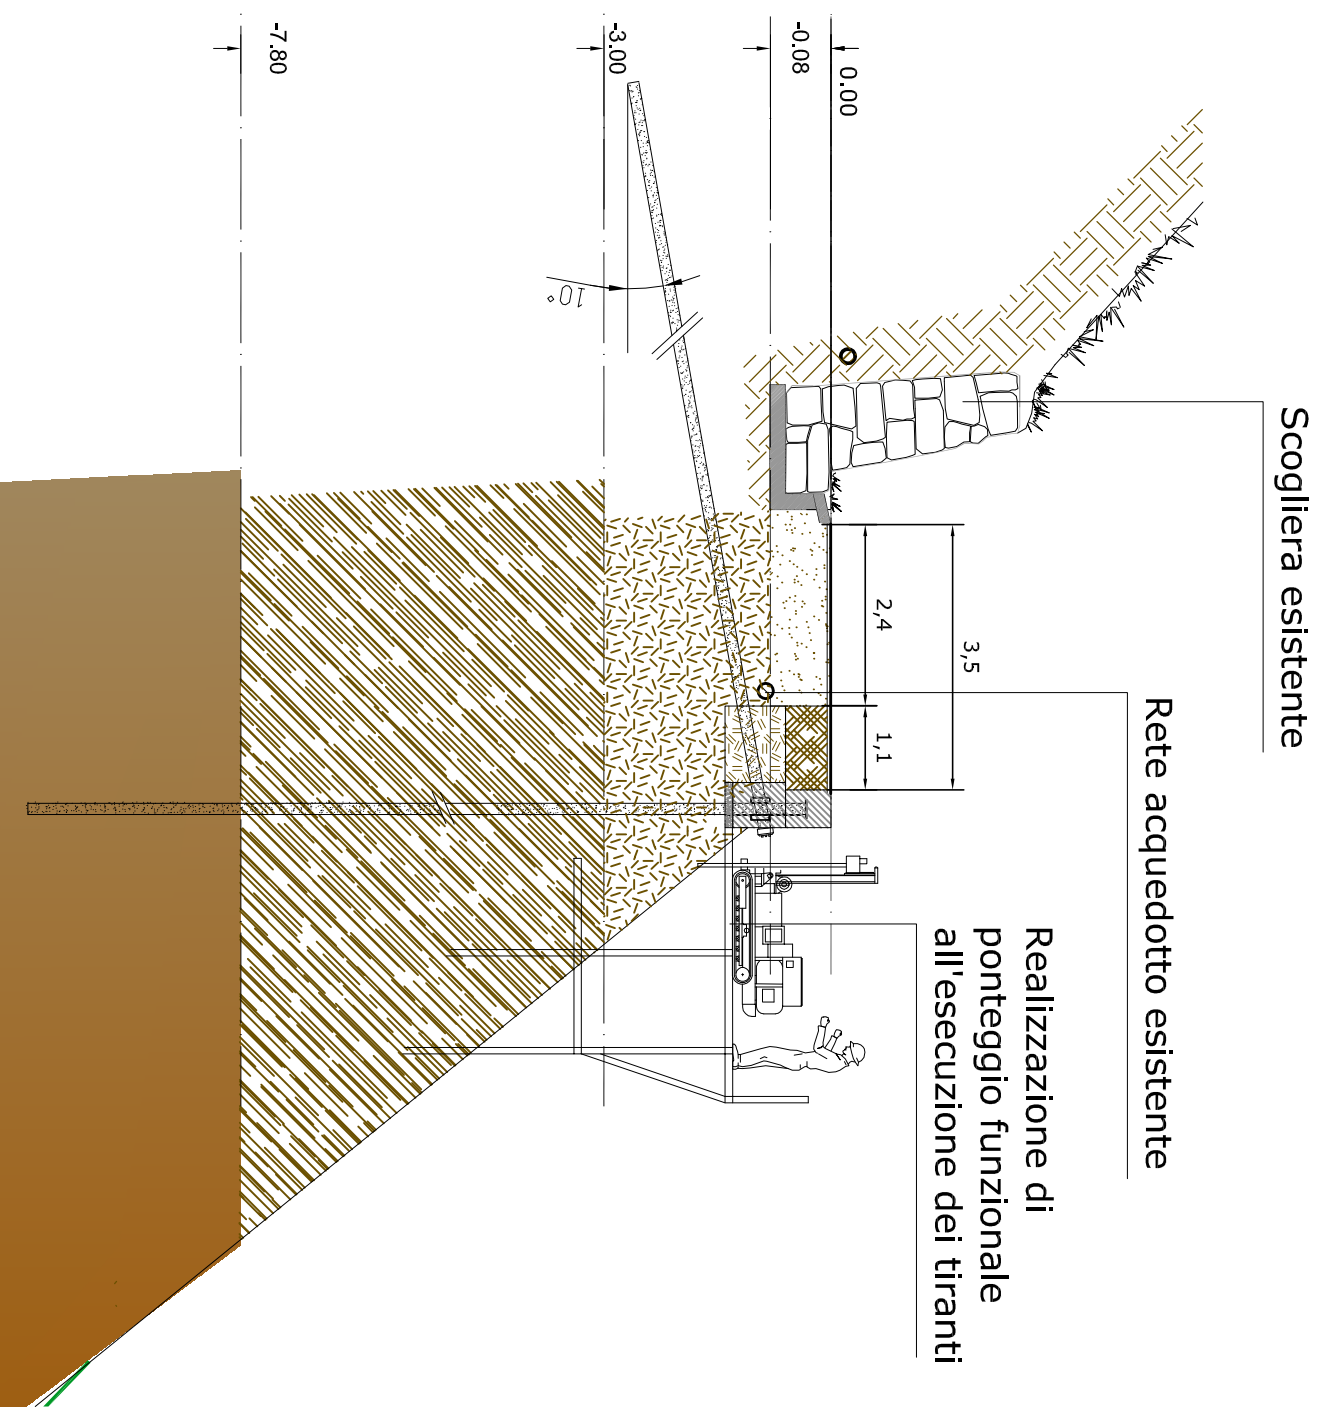 Scogliera esistente
Rete acquedotto esistente
Realizzazione di
ponteggio funzionale
all'esecuzione dei tiranti
3,5
2,4
1,1
0.00
-0.08
-3.00
-7.80
10°